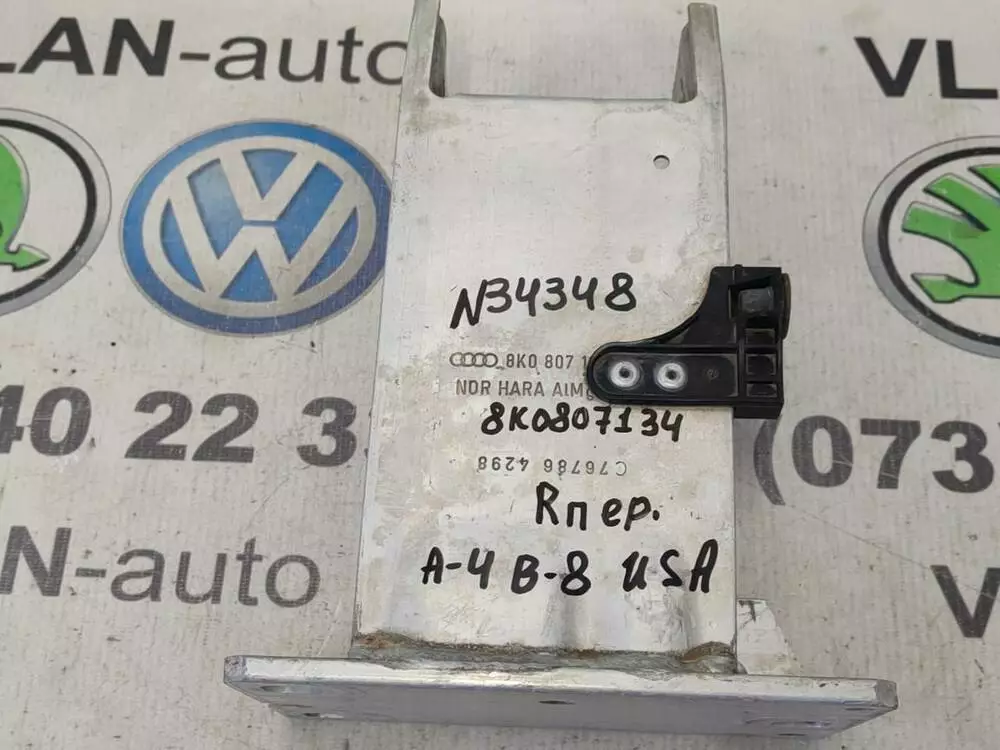 LAN-auto
VL
N34348
8K0 807 1
NDR HARA AIM
8K0807134
40 22 3
(073
C76786 4298
Rпер.
N-auto
A-4 B-8 USA
V